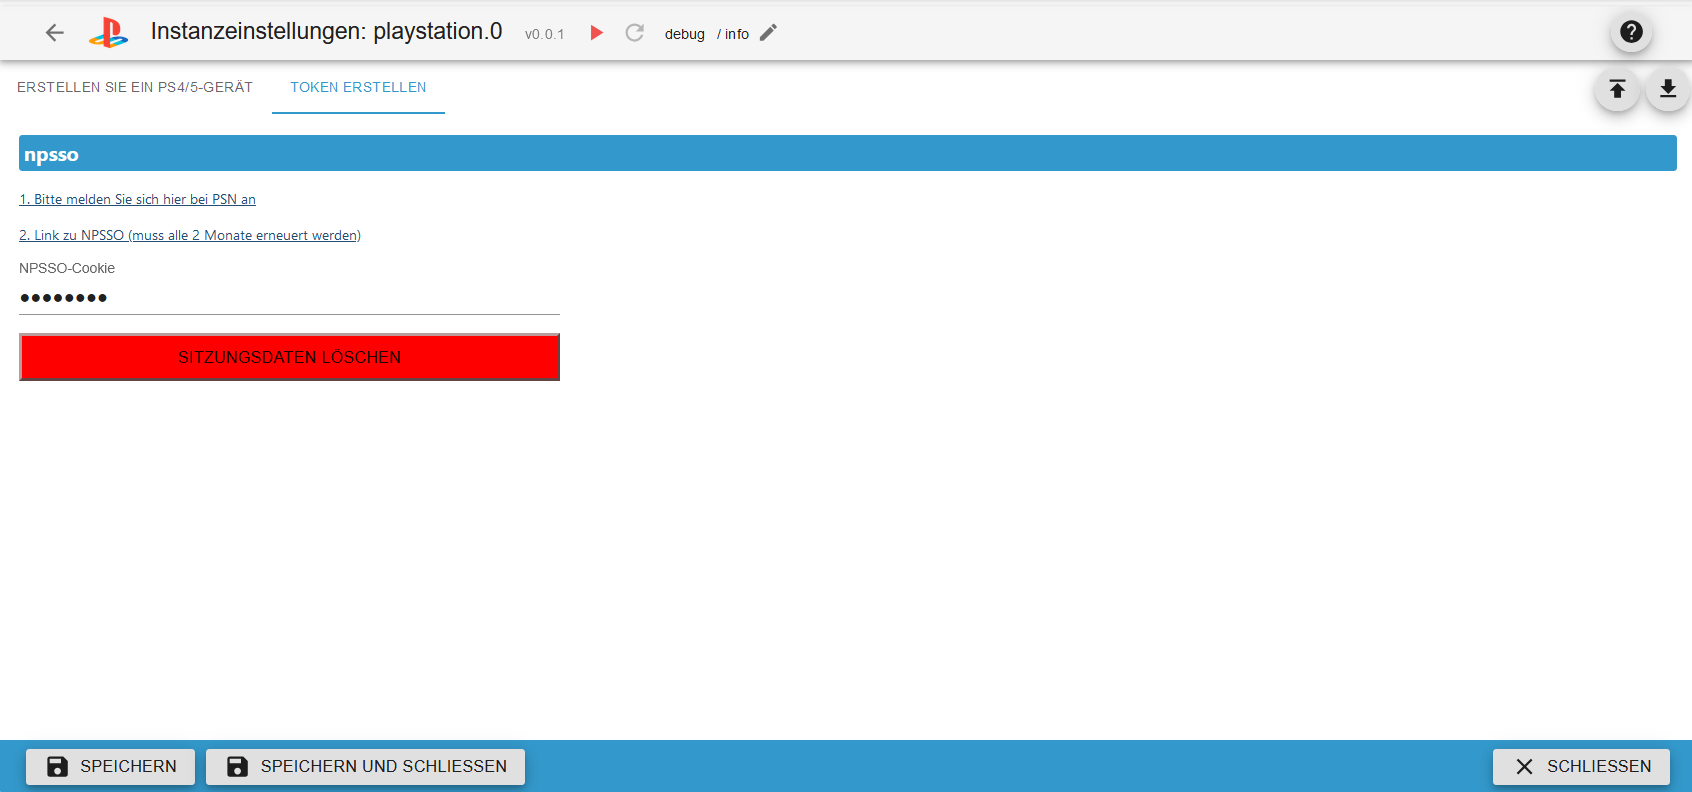 Instanzeinstellungen: playstation.0 v0.0.1 debug / info
ERSTELLEN SIE EIN PS4/5-GERÄT TOKEN ERSTELLEN
npsso
1. Bitte melden Sie sich hier bei PSN an
2. Link zu NPSSO (muss alle 2 Monate erneuert werden)
NPSSO-Cookie
••••••••
SITZUNGSDATEN LÖSCHEN
SPEICHERN SPEICHERN UND SCHLIESSEN SCHLIESSEN